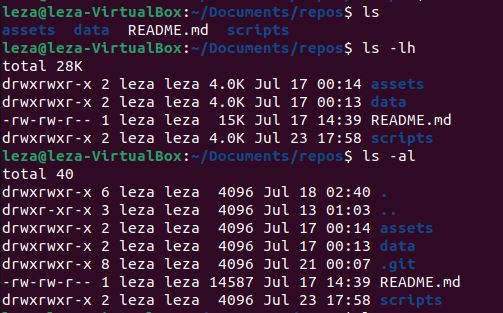 leza@leza-VirtualBox:~/Documents/repos$ ls
assets  data  README.md  scripts
leza@leza-VirtualBox:~/Documents/repos$ ls -lh
total 28K
drwxrwxr-x 2 leza leza 4.0K Jul 17 00:14 assets
drwxrwxr-x 2 leza leza 4.0K Jul 17 00:13 data
-rw-rw-r-- 1 leza leza  15K Jul 17 14:39 README.md
drwxrwxr-x 2 leza leza 4.0K Jul 23 17:58 scripts
leza@leza-VirtualBox:~/Documents/repos$ ls -al
total 40
drwxrwxr-x 6 leza leza  4096 Jul 18 02:40 .
drwxr-xr-x 3 leza leza  4096 Jul 13 01:03 ..
drwxrwxr-x 2 leza leza  4096 Jul 17 00:14 assets
drwxrwxr-x 2 leza leza  4096 Jul 17 00:13 data
drwxrwxr-x 8 leza leza  4096 Jul 21 00:07 .git
-rw-rw-r-- 1 leza leza 14587 Jul 17 14:39 README.md
drwxrwxr-x 2 leza leza  4096 Jul 23 17:58 scripts